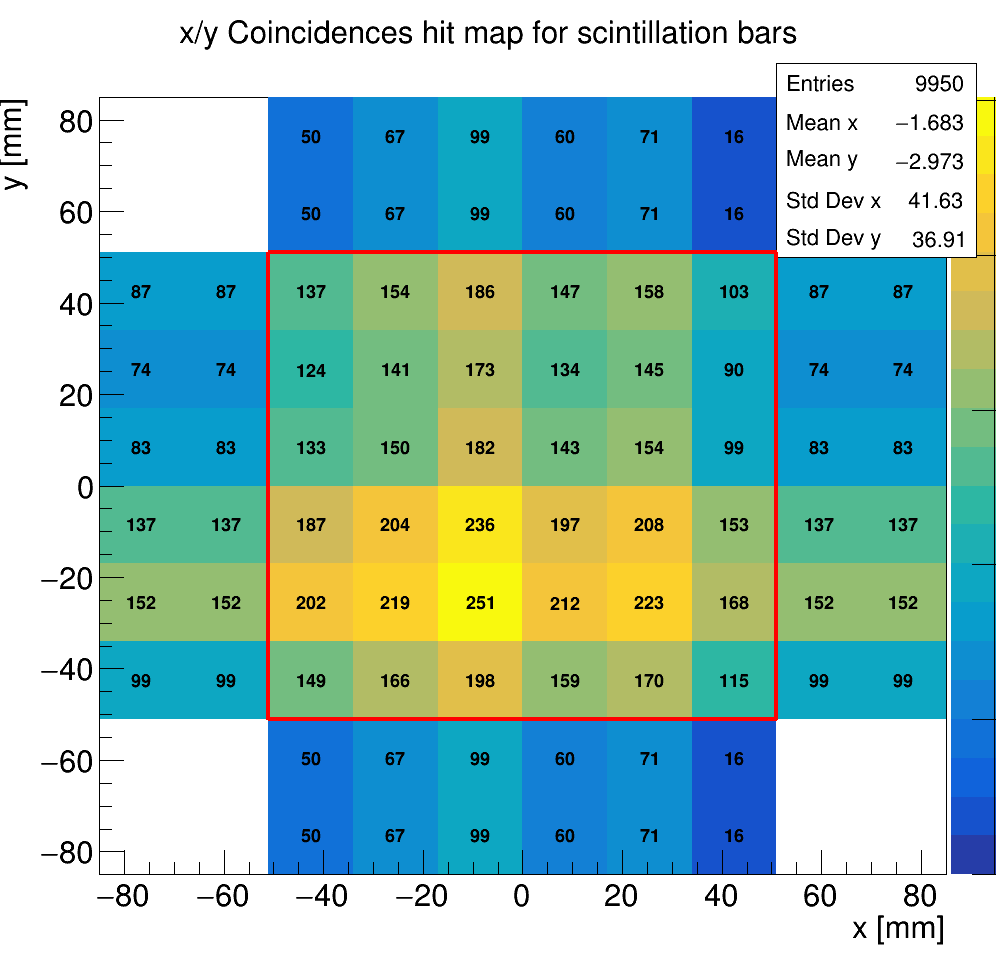 x/y Coincidences hit map for scintillation bars
Entries 9950
Mean x −1.683
Mean y −2.973
Std Dev x 41.63
Std Dev y 36.91
y [mm]
80 50 67 99 60 71 16
60 50 67 99 60 71 16
40 87 87 137 154 186 147 158 103 87 87
20 74 74 124 141 173 134 145 90 74 74
83 83 133 150 182 143 154 99 83 83
0
137 137 187 204 236 197 208 153 137 137
−20 152 152 202 219 251 212 223 168 152 152
−40 99 99 149 166 198 159 170 115 99 99
−60 50 67 99 60 71 16
−80 50 67 99 60 71 16
−80 −60 −40 −20 0 20 40 60 80
x [mm]